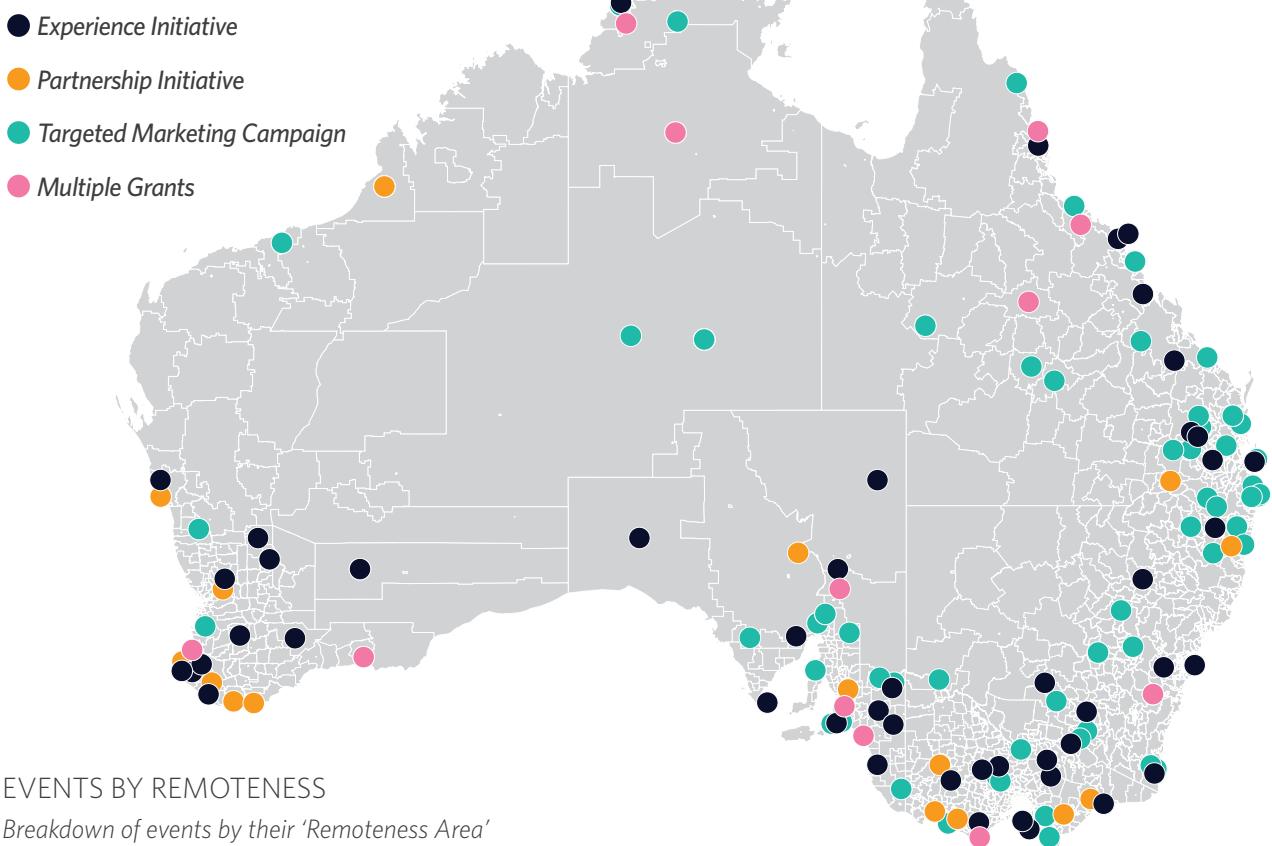 Experience Initiative
Partnership Initiative
Targeted Marketing Campaign
Multiple Grants
EVENTS BY REMOTENESS
Breakdown of events by their ‘Remoteness Area’